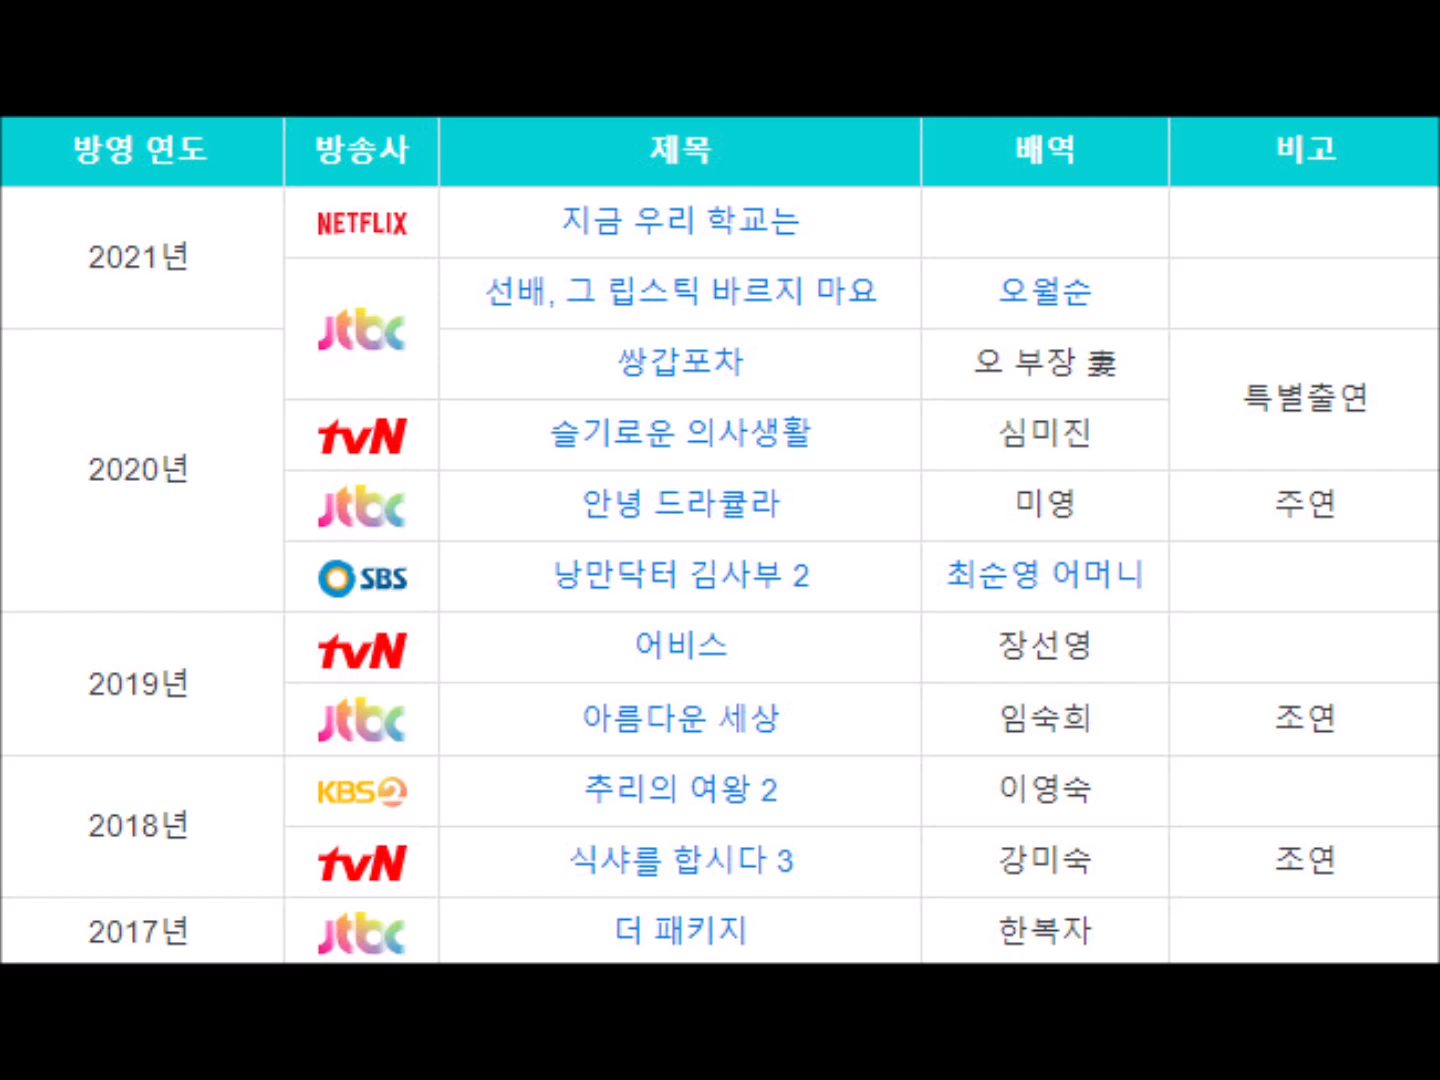 방영 연도 방송사 제목 배역 비고
2021년 NETFLIX 지금 우리 학교는
jtbc 선배, 그 립스틱 바르지 마요 오월순
2020년 쌍갑포차 오 부장 妻 특별출연
tvN 슬기로운 의사생활 심미진
jtbc 안녕 드라큘라 미영 주연
SBS 낭만닥터 김사부 2 최순영 어머니
2019년 tvN 어비스 장선영
jtbc 아름다운 세상 임숙희 조연
2018년 KBS2 추리의 여왕 2 이영숙
tvN 식샤를 합시다 3 강미숙 조연
2017년 jtbc 더 패키지 한복자